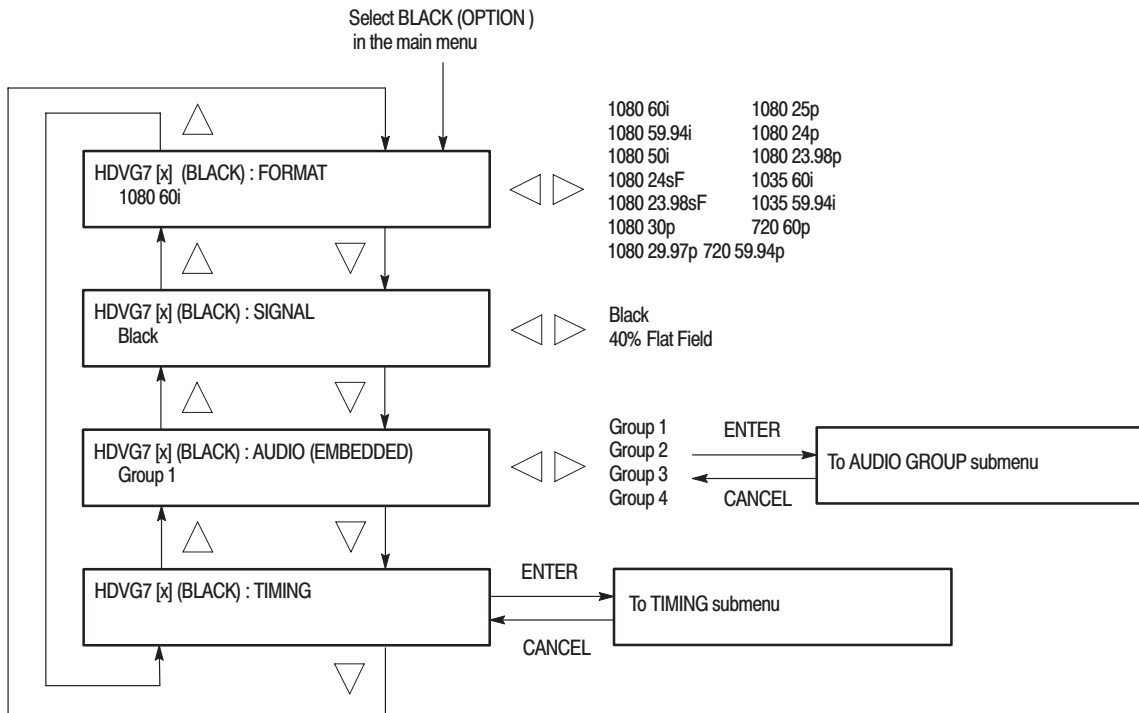 Select BLACK (OPTION )
in the main menu
HDVG7 [x] (BLACK) : FORMAT
1080 60i
1080 60i 1080 25p
1080 59.94i 1080 24p
1080 50i 1080 23.98p
1080 24sF 1035 60i
1080 23.98sF 1035 59.94i
1080 30p 720 60p
1080 29.97p 720 59.94p
HDVG7 [x] (BLACK) : SIGNAL
Black
Black
40% Flat Field
HDVG7 [x] (BLACK) : AUDIO (EMBEDDED)
Group 1
Group 1
Group 2
Group 3
Group 4
ENTER
CANCEL
To AUDIO GROUP submenu
HDVG7 [x] (BLACK) : TIMING
ENTER
CANCEL
To TIMING submenu